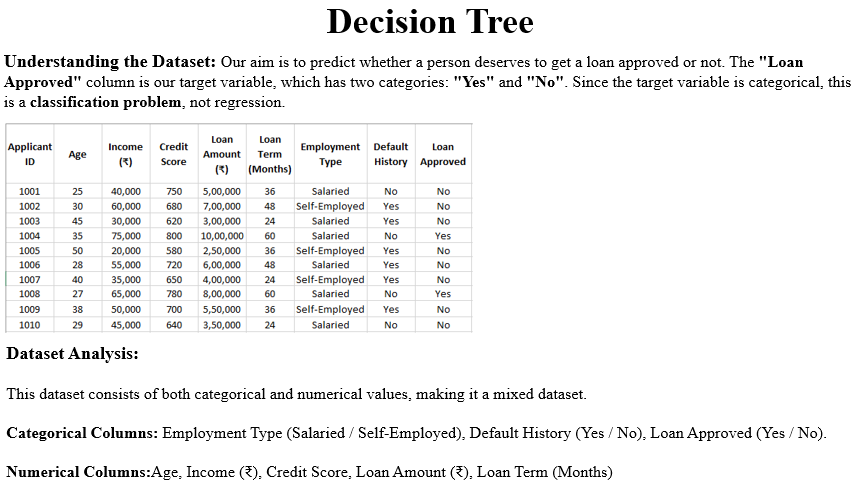 Decision Tree
Understanding the Dataset: Our aim is to predict whether a person deserves to get a loan approved or not. The "Loan
Approved" column is our target variable, which has two categories: "Yes" and "No". Since the target variable is categorical, this
is a classification problem, not regression.
Applicant ID Age Income (₹) Credit Score Loan Amount (₹) Loan Term (Months) Employment Type Default History Loan Approved
1001 25 40,000 750 5,00,000 36 Salaried No No
1002 30 60,000 680 7,00,000 48 Self-Employed Yes No
1003 45 30,000 620 3,00,000 24 Salaried Yes No
1004 35 75,000 800 10,00,000 60 Salaried No Yes
1005 50 20,000 580 2,50,000 36 Self-Employed Yes No
1006 28 55,000 720 6,00,000 48 Salaried Yes No
1007 40 35,000 650 4,00,000 24 Self-Employed Yes No
1008 27 65,000 780 8,00,000 60 Salaried No Yes
1009 38 50,000 700 5,50,000 36 Self-Employed Yes No
1010 29 45,000 640 3,50,000 24 Salaried No No
Dataset Analysis:
This dataset consists of both categorical and numerical values, making it a mixed dataset.
Categorical Columns: Employment Type (Salaried / Self-Employed), Default History (Yes / No), Loan Approved (Yes / No).
Numerical Columns:Age, Income (₹), Credit Score, Loan Amount (₹), Loan Term (Months)